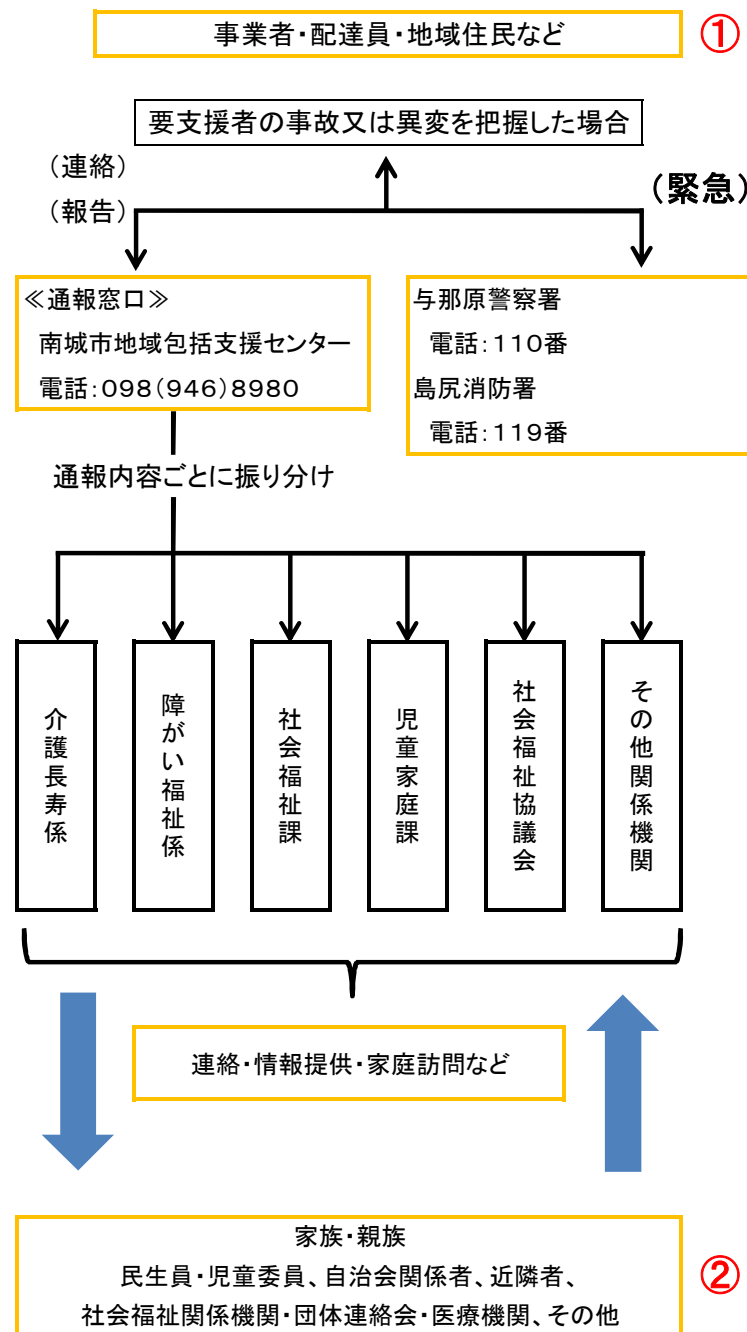 事業者・配達員・地域住民など
①
要支援者の事故又は異変を把握した場合
(連絡)
(報告)
(緊急)
≪通報窓口≫
南城市地域包括支援センター
電話:098(946)8980
与那原警察署
電話:110番
島尻消防署
電話:119番
通報内容ごとに振り分け
介護長寿係
障がい福祉係
社会福祉課
児童家庭課
社会福祉協議会
その他関係機関
連絡・情報提供・家庭訪問など
家族・親族
民生員・児童委員、自治会関係者、近隣者、
社会福祉関係機関・団体連絡会・医療機関、その他
②